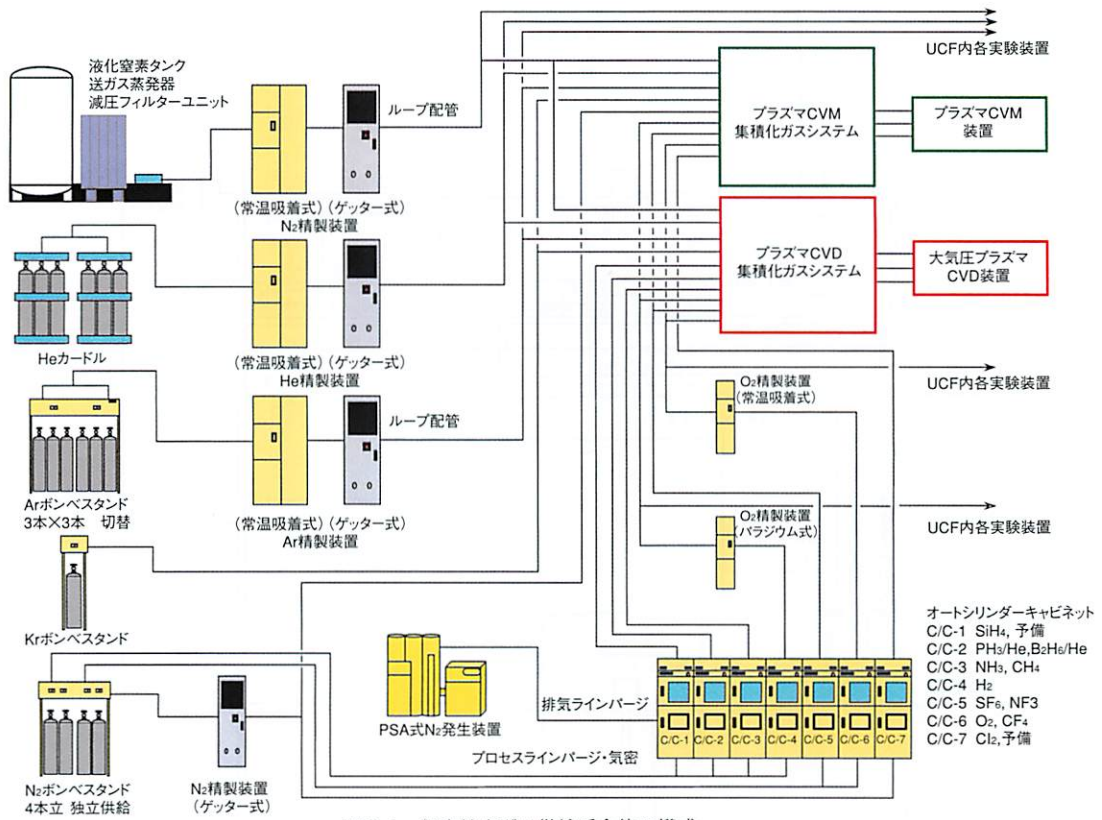 UCF内各実験装置
液化窒素タンク
送ガス蒸発器
減圧フィルターユニット
ループ配管
プラズマCVM
集積化ガスシステム
プラズマCVM
装置
(常温吸着式)(ゲッター式)
N₂精製装置
プラズマCVD
集積化ガスシステム
大気圧プラズマ
CVD装置
Heカードル
(常温吸着式)(ゲッター式)
He精製装置
O₂精製装置
(常温吸着式)
UCF内各実験装置
ループ配管
Arボンベスタンド
3本×3本 切替
(常温吸着式)(ゲッター式)
Ar精製装置
O₂精製装置
(パラジウム式)
UCF内各実験装置
Krボンベスタンド
オートシリンダーキャビネット
C/C-1 SiH₄, 予備
C/C-2 PH₃/He,B₂H₆/He
C/C-3 NH₃, CH₄
C/C-4 H₂
C/C-5 SF₆, NF3
C/C-6 O₂, CF₄
C/C-7 Cl₂,予備
排気ラインパージ
PSA式N₂発生装置
C/C-1 C/C-2 C/C-3 C/C-4 C/C-5 C/C-6 C/C-7
プロセスラインパージ・気密
N₂ボンベスタンド
4本立 独立供給
N₂精製装置
(ゲッター式)